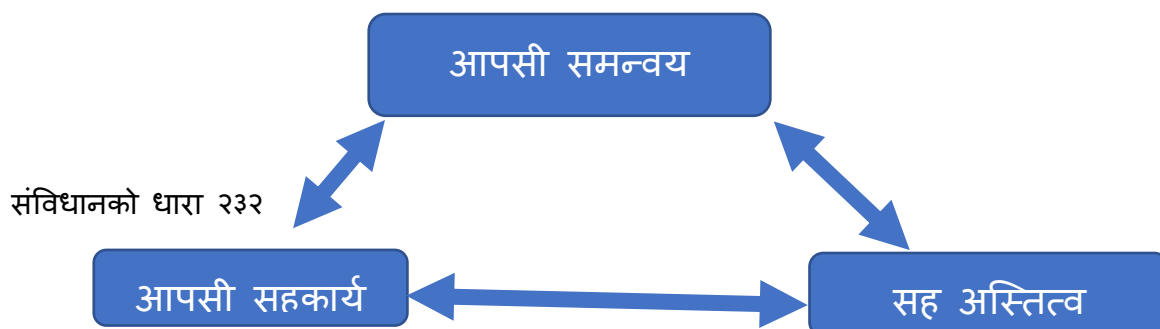 आपसी समन्वय
संविधानको धारा २३२
आपसी सहकार्य
सह अस्तित्व